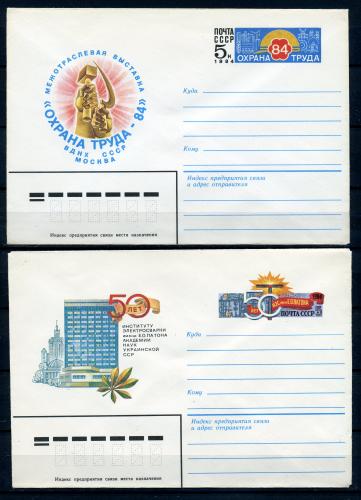 МЕЖОТРАСЛЕВАЯ ВЫСТАВКА
«ОХРАНА ТРУДА-84»
ВДНХ СССР
МОСКВА
ПОЧТА
СССР
5к
1984
84
ОХРАНА ТРУДА
Куда
Кому
Индекс предприятия связи
и адрес отправителя
Индекс предприятия связи места назначения
50 ЛЕТ
ИНСТИТУТУ
ЭЛЕКТРОСВАРКИ
ИМЕНИ Е.О.ПАТОНА
АКАДЕМИИ
НАУК
УКРАИНСКОЙ
ССР
50
ЛЕТ
ПОЧТА СССР
Куда
Кому
Индекс предприятия связи
и адрес отправителя
Индекс предприятия связи места назначения